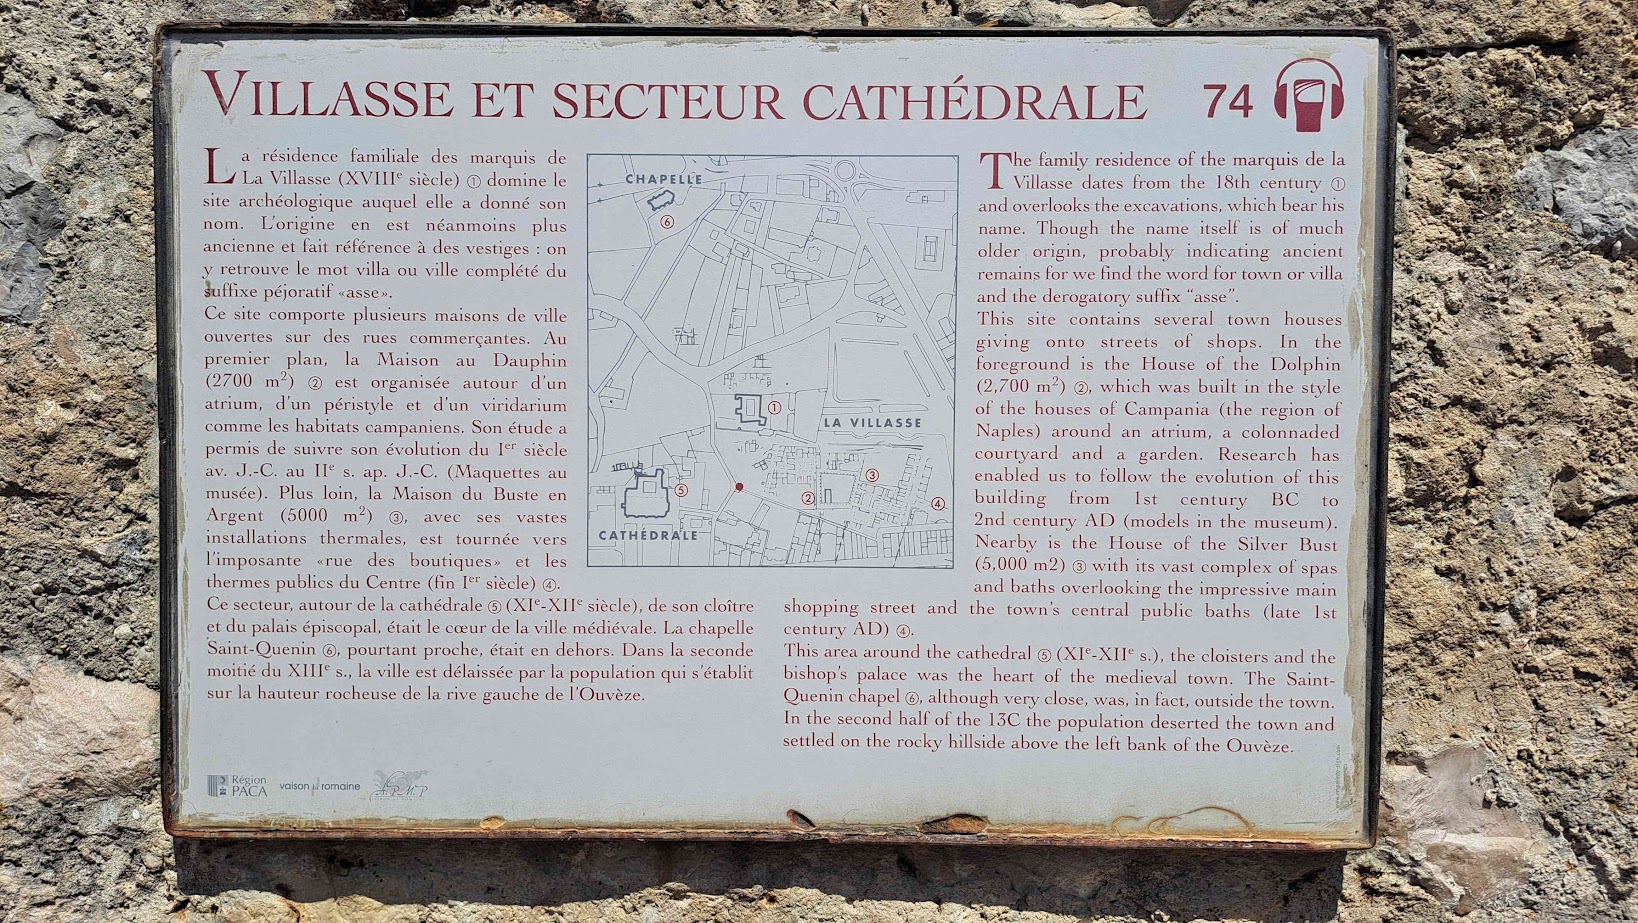 VILLASSE ET SECTEUR CATHÉDRALE 74
La résidence familiale des marquis de
La Villasse (XVIIIe siècle) ① domine le
site archéologique auquel elle a donné son
nom. L'origine en est néanmoins plus
ancienne et fait référence à des vestiges : on
y retrouve le mot villa ou ville complété du
suffixe péjoratif «asse».
Ce site comporte plusieurs maisons de ville
ouvertes sur des rues commerçantes. Au
premier plan, la Maison au Dauphin
(2700 m²) ② est organisée autour d'un
atrium, d'un péristyle et d'un viridarium
comme les habitats campaniens. Son étude a
permis de suivre son évolution du Ier siècle
av. J.-C. au IIe s. ap. J.-C. (Maquettes au
musée). Plus loin, la Maison du Buste en
Argent (5000 m²) ③, avec ses vastes
installations thermales, est tournée vers
l'imposante «rue des boutiques» et les
thermes publics du Centre (fin Ier siècle) ④.
Ce secteur, autour de la cathédrale ⑤ (XIe-XIIe siècle), de son cloître
et du palais épiscopal, était le cœur de la ville médiévale. La chapelle
Saint-Quenin ⑥, pourtant proche, était en dehors. Dans la seconde
moitié du XIIIe s., la ville est délaissée par la population qui s'établit
sur la hauteur rocheuse de la rive gauche de l'Ouvèze.
CHAPELLE
⑥
①
LA VILLASSE
③
⑤
②
④
CATHÉDRALE
The family residence of the marquis de la
Villasse dates from the 18th century ①
and overlooks the excavations, which bear his
name. Though the name itself is of much
older origin, probably indicating ancient
remains for we find the word for town or villa
and the derogatory suffix "asse".
This site contains several town houses
giving onto streets of shops. In the
foreground is the House of the Dolphin
(2,700 m²) ②, which was built in the style
of the houses of Campania (the region of
Naples) around an atrium, a colonnaded
courtyard and a garden. Research has
enabled us to follow the evolution of this
building from 1st century BC to
2nd century AD (models in the museum).
Nearby is the House of the Silver Bust
(5,000 m2) ③ with its vast complex of spas
and baths overlooking the impressive main
shopping street and the town's central public baths (late 1st
century AD) ④.
This area around the cathedral ⑤ (XIe-XIIe s.), the cloisters and the
bishop's palace was the heart of the medieval town. The Saint-
Quenin chapel ⑥, although very close, was, in fact, outside the town.
In the second half of the 13C the population deserted the town and
settled on the rocky hillside above the left bank of the Ouvèze.
Région
PACA
vaison la romaine